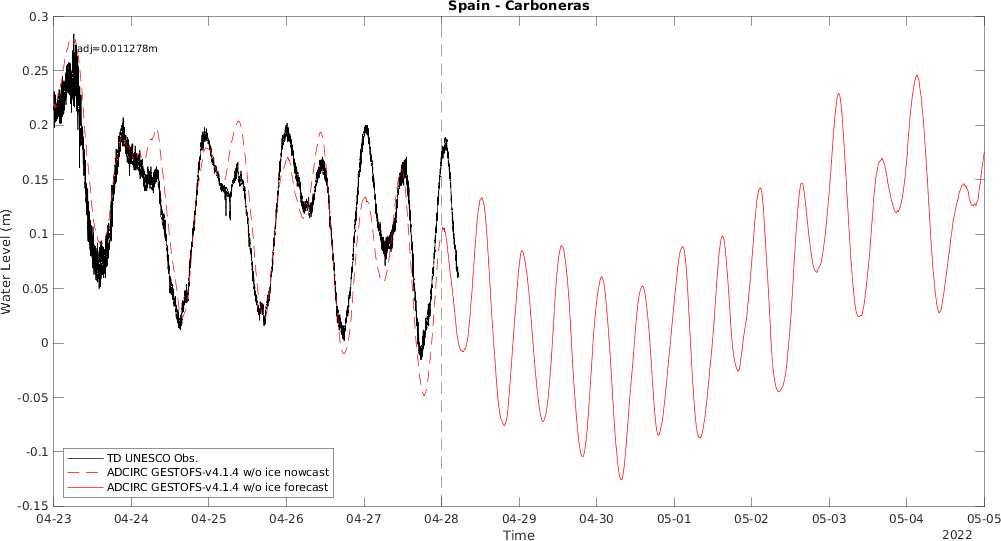 Spain - Carboneras
adj=0.011278m
0.3
0.25
0.2
0.15
0.1
0.05
0
-0.05
-0.1
-0.15
Water Level (m)
TD UNESCO Obs.
ADCIRC GESTOFS-v4.1.4 w/o ice nowcast
ADCIRC GESTOFS-v4.1.4 w/o ice forecast
04-23 04-24 04-25 04-26 04-27 04-28 04-29 04-30 05-01 05-02 05-03 05-04 05-05
Time
2022